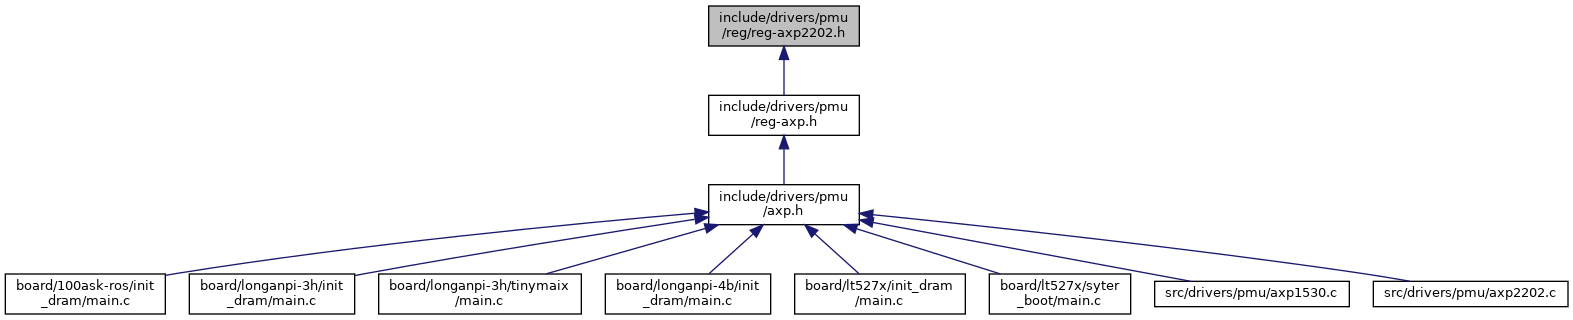 include/drivers/pmu
/reg/reg-axp2202.h
include/drivers/pmu
/reg-axp.h
include/drivers/pmu
/axp.h
board/100ask-ros/init
_dram/main.c
board/longanpi-3h/init
_dram/main.c
board/longanpi-3h/tinymaix
/main.c
board/longanpi-4b/init
_dram/main.c
board/lt527x/init_dram
/main.c
board/lt527x/syter
_boot/main.c
src/drivers/pmu/axp1530.c
src/drivers/pmu/axp2202.c